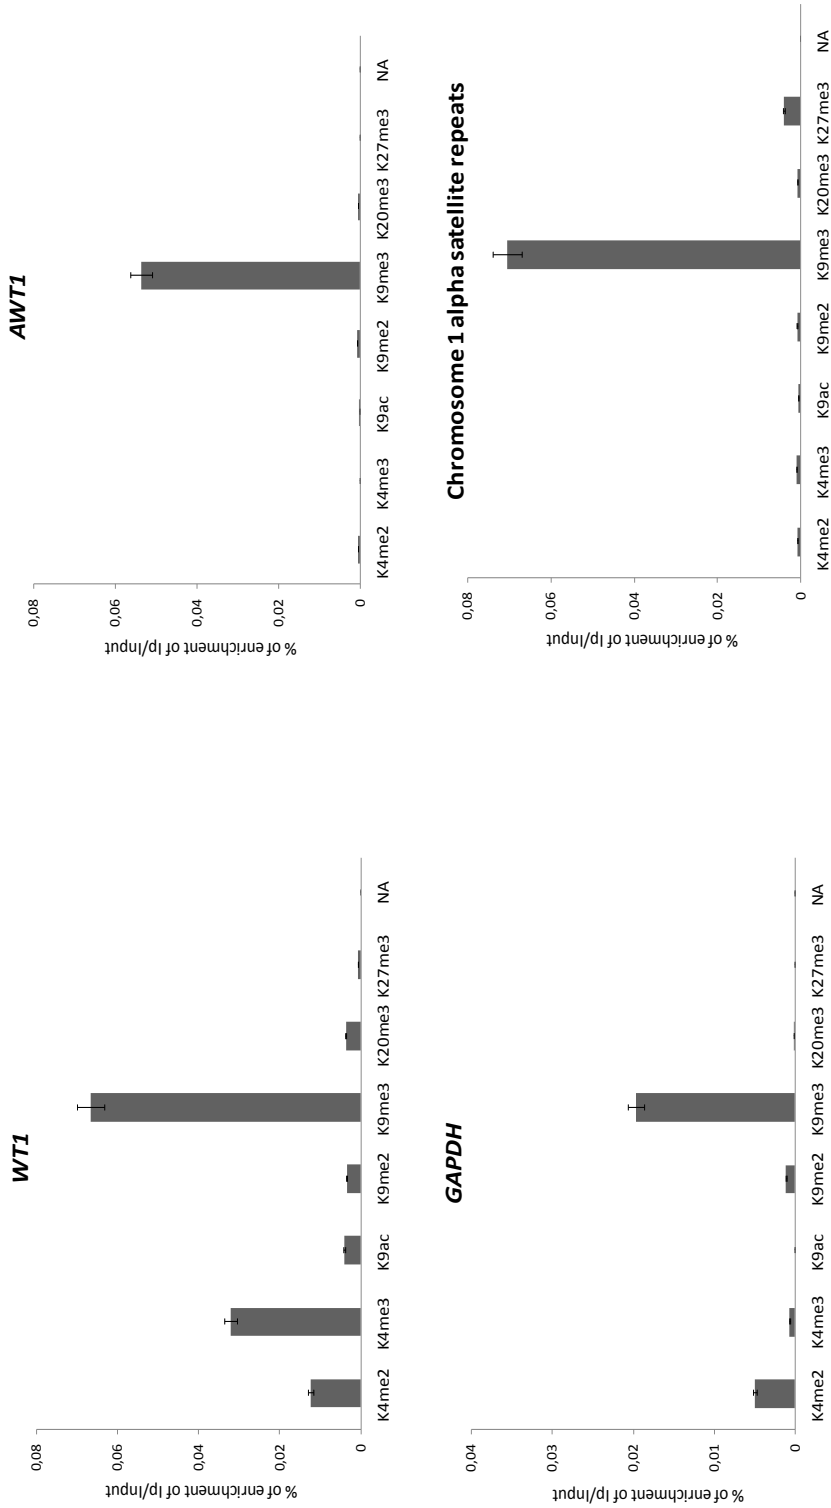 WT1
% of enrichment of Ip/Input
0,08
0,06
0,04
0,02
0
K4me2 K4me3 K9ac K9me2 K9me3 K20me3 K27me3 NA
AWT1
% of enrichment of Ip/Input
0,08
0,06
0,04
0,02
0
K4me2 K4me3 K9ac K9me2 K9me3 K20me3 K27me3 NA
GAPDH
% of enrichment of Ip/Input
0,04
0,03
0,02
0,01
0
K4me2 K4me3 K9ac K9me2 K9me3 K20me3 K27me3 NA
Chromosome 1 alpha satellite repeats
% of enrichment of Ip/Input
0,08
0,06
0,04
0,02
0
K4me2 K4me3 K9ac K9me2 K9me3 K20me3 K27me3 NA